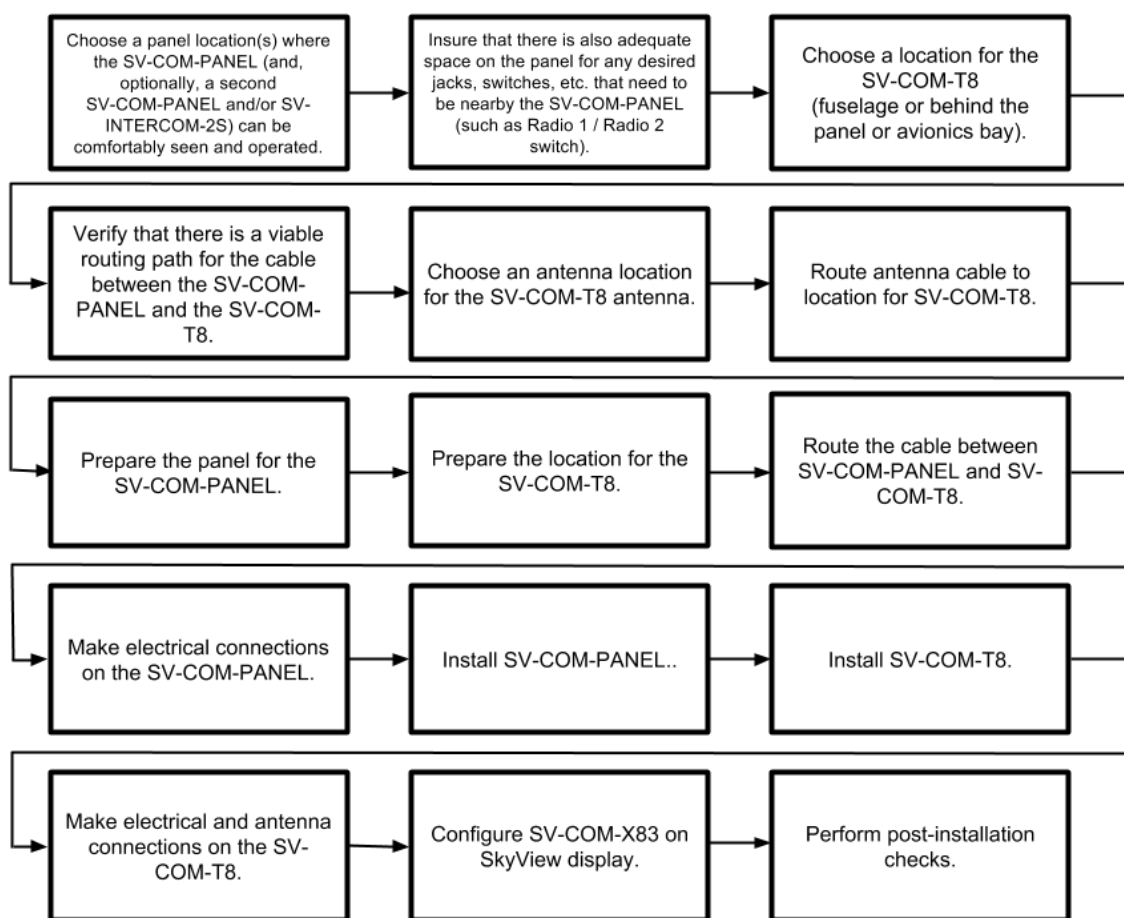 Choose a panel location(s) where
the SV-COM-PANEL (and,
optionally, a second
SV-COM-PANEL and/or SV-
INTERCOM-2S) can be
comfortably seen and operated.
Insure that there is also adequate
space on the panel for any desired
jacks, switches, etc. that need to
be nearby the SV-COM-PANEL
(such as Radio 1 / Radio 2
switch).
Choose a location for the
SV-COM-T8
(fuselage or behind the
panel or avionics bay).
Verify that there is a viable
routing path for the cable
between the SV-COM-
PANEL and the SV-COM-
T8.
Choose an antenna location
for the SV-COM-T8 antenna.
Route antenna cable to
location for SV-COM-T8.
Prepare the panel for the
SV-COM-PANEL.
Prepare the location for the
SV-COM-T8.
Route the cable between
SV-COM-PANEL and SV-
COM-T8.
Make electrical connections
on the SV-COM-PANEL.
Install SV-COM-PANEL..
Install SV-COM-T8.
Make electrical and antenna
connections on the SV-
COM-T8.
Configure SV-COM-X83 on
SkyView display.
Perform post-installation
checks.